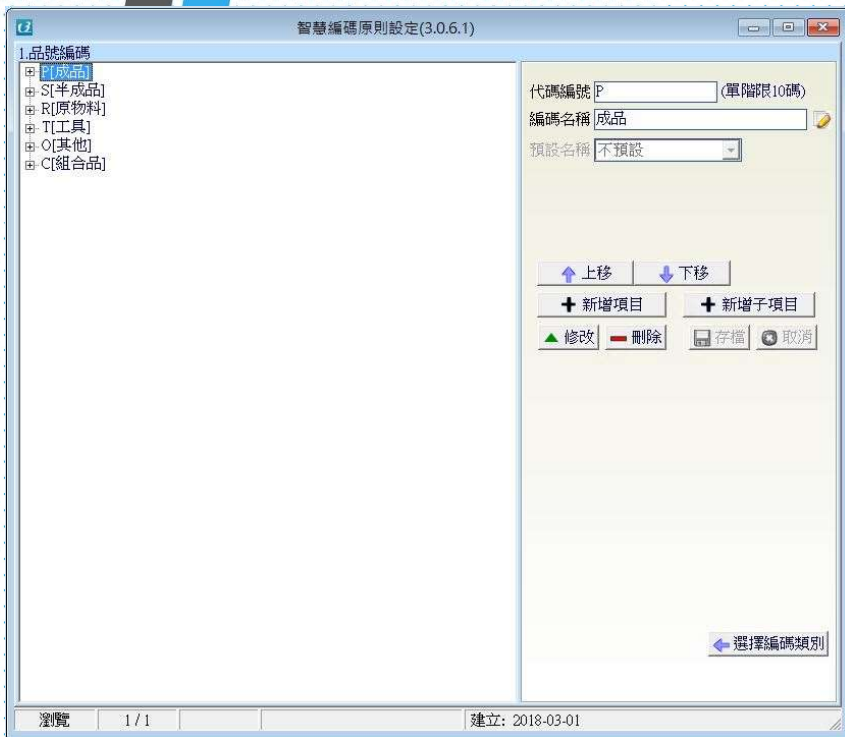 智慧編碼原則設定(3.0.6.1)
1.品號編碼
P[成品]
S[半成品]
R[原物料]
T[工具]
O[其他]
C[組合品]
代碼編號 P (單階限10碼)
編碼名稱 成品
預設名稱 不預設
上移 下移
新增項目 新增子項目
修改 刪除 存檔 取消
選擇編碼類別
瀏覽 1 / 1 建立: 2018-03-01